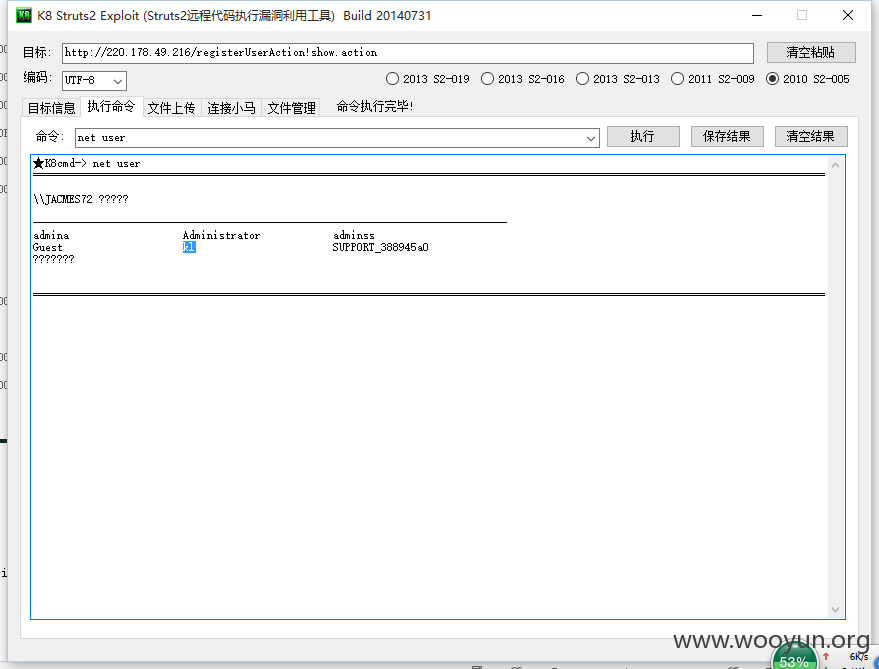 K8 K8 Struts2 Exploit (Struts2远程代码执行漏洞利用工具) Build 20140731
目标: http://220.178.49.216/registerUserAction!show.action 清空粘贴
编码: UTF-8 2013 S2-019 2013 S2-016 2013 S2-013 2011 S2-009 2010 S2-005
目标信息 执行命令 文件上传 连接小马 文件管理 命令执行完毕!
命令: net user 执行 保存结果 清空结果
★K8cmd-> net user
\\JACMES72 ?????
admina Administrator adminss
Guest kl SUPPORT_388945a0
???????
www.wooyun.org
53% 6K/s